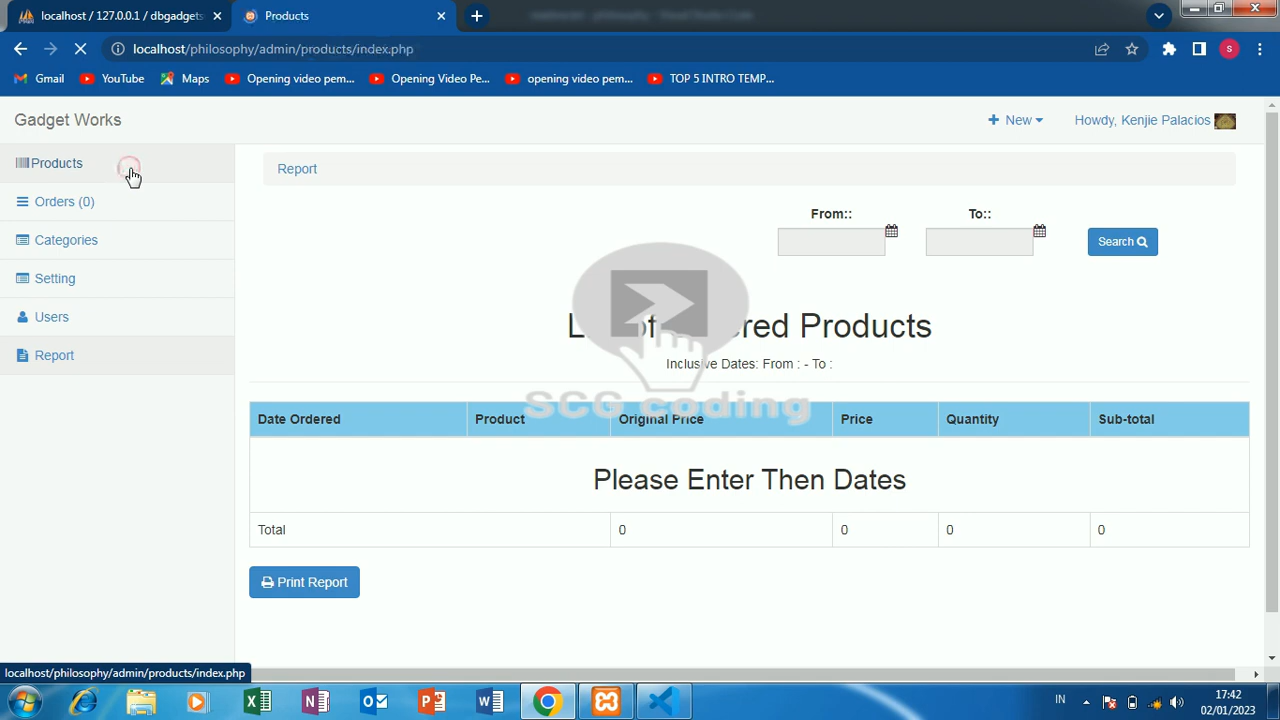 localhost / 127.0.0.1 / dbgadgets
Products
localhost/philosophy/admin/products/index.php
S
Gmail
YouTube
Maps
Opening video pem...
Opening Video Pe...
opening video pem...
TOP 5 INTRO TEMP...
Gadget Works
New
Howdy, Kenjie Palacios
Products
Orders (0)
Categories
Setting
Users
Report
Report
From::
To::
Search
Products
Inclusive Dates: From : - To :
SCG coding
Date Ordered
Product
Original Price
Price
Quantity
Sub-total
Please Enter Then Dates
Total
0
0
0
0
Print Report
localhost/philosophy/admin/products/index.php
IN
17:42
02/01/2023